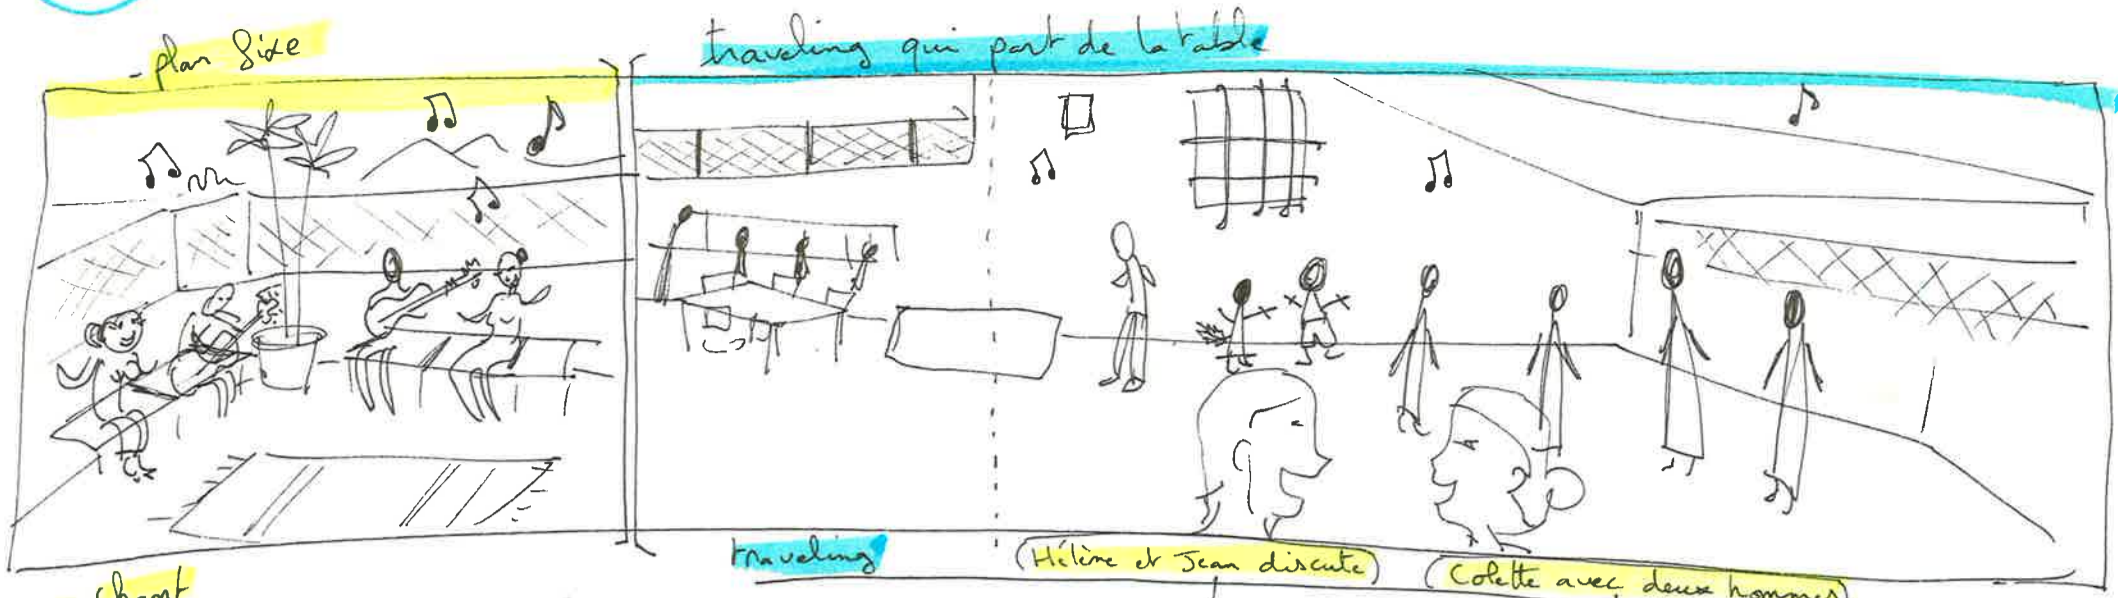 - plan fixe
traveling qui part de la table
traveling
(Hélène et Jean discute)
(Colette avec deux hommes)
chant